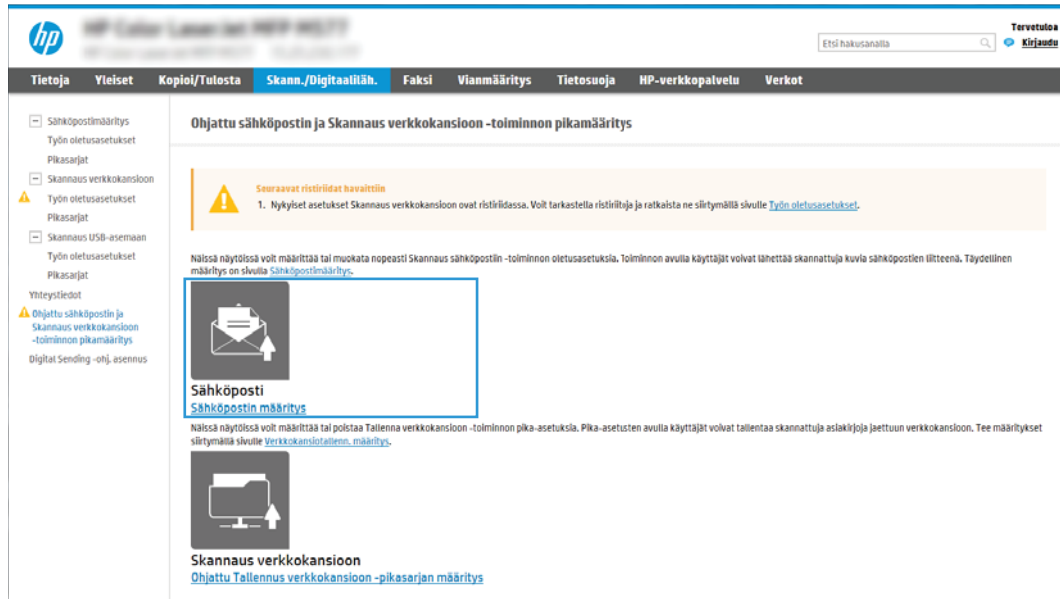 hp
Tervetuloa
Etsi hakusanalla
Kirjaudu
Tietoja Yleiset Kopioi/Tulosta Skann./Digitaaliläh. Faksi Vianmääritys Tietosuoja HP-verkkopalvelu Verkot
Sähköpostimääritys
Työn oletusasetukset
Pikasarjat
Skannaus verkkokansioon
Työn oletusasetukset
Pikasarjat
Skannaus USB-asemaan
Työn oletusasetukset
Pikasarjat
Yhteystiedot
Ohjattu sähköpostin ja
Skannaus verkkokansioon
-toiminnon pikamääritys
Digital Sending -ohj. asennus
Ohjattu sähköpostin ja Skannaus verkkokansioon -toiminnon pikamääritys
Seuraavat ristiriidat havaittiin
1. Nykyiset asetukset Skannaus verkkokansioon ovat ristiriidassa. Voit tarkastella ristiriitoja ja ratkaista ne siirtymällä sivulle Työn oletusasetukset.
Näissä näytöissä voit määrittää tai muokata nopeasti Skannaus sähköpostiin -toiminnon oletusasetuksia. Toiminnon avulla käyttäjät voivat lähettää skannattuja kuvia sähköpostien liitteenä. Täydellinen
määritys on sivulla Sähköpostimääritys.
Sähköposti
Sähköpostin määritys
Näissä näytöissä voit määrittää tai poistaa Tallenna verkkokansioon -toiminnon pika-asetuksia. Pika-asetusten avulla käyttäjät voivat tallentaa skannattuja asiakirjoja jaettuun verkkokansioon. Tee määritykset
siirtymällä sivulle Verkkokansiotallenn. määritys.
Skannaus verkkokansioon
Ohjattu Tallennus verkkokansioon -pikasarjan määritys